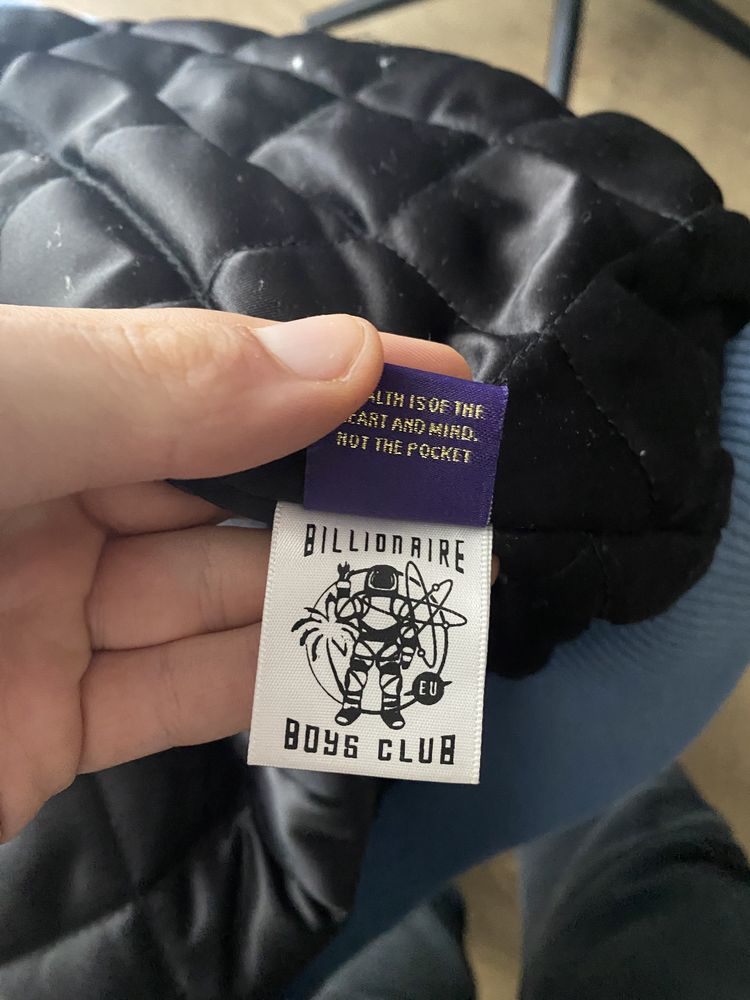 ALTH IS OF THE
EART AND MIND.
NOT THE POCKET
BILLIONAIRE
EU
BOYS CLUB